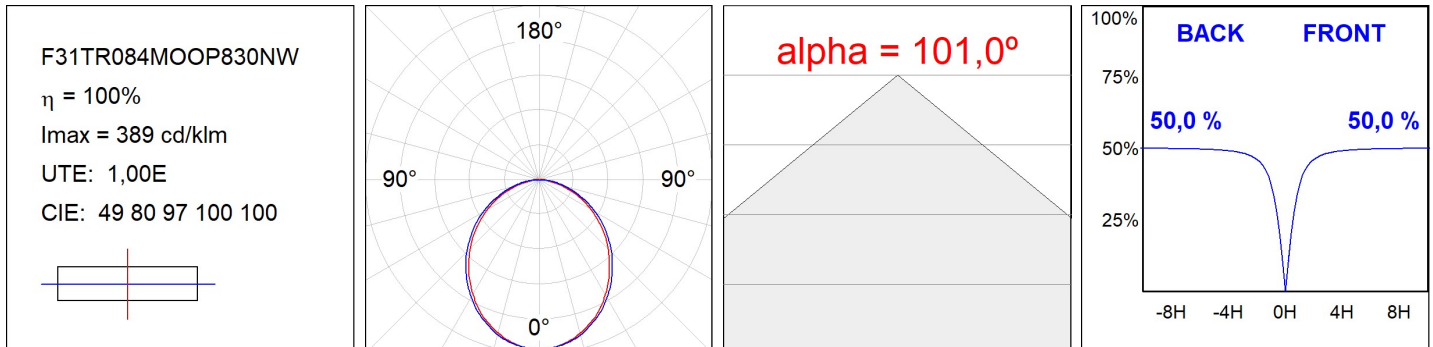 F31TR084MOOP830NW
η = 100%
Imax = 389 cd/klm
UTE: 1,00E
CIE: 49 80 97 100 100
180°
90° 90°
0°
alpha = 101,0º
100%
BACK FRONT
75%
50,0 % 50,0 %
50%
25%
-8H -4H 0H 4H 8H